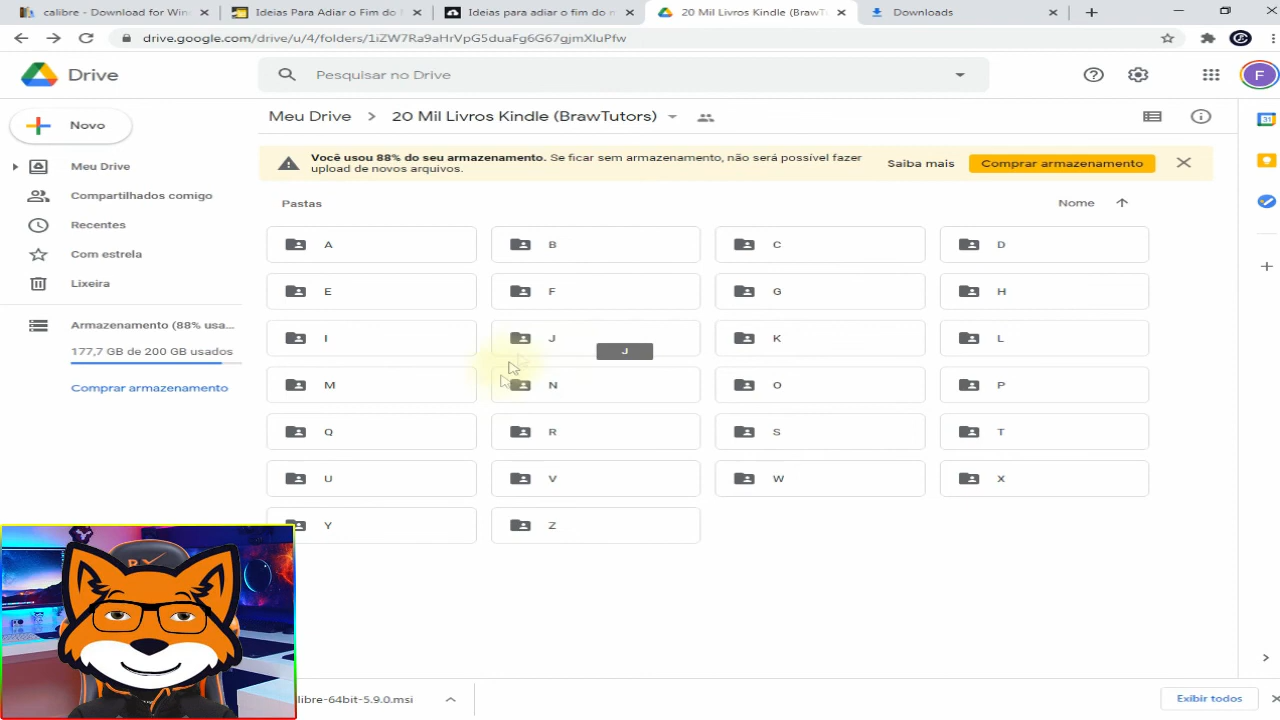 calibre - Download for Win
Ideias Para Adiar o Fim do
Ideias para adiar o fim do m
20 Mil Livros Kindle (BrawTu
Downloads
drive.google.com/drive/u/4/folders/1iZW7Ra9aHrVpG5duaFg6G67gjmXluPfw
Drive
Pesquisar no Drive
F
Novo
Meu Drive
20 Mil Livros Kindle (BrawTutors)
Você usou 88% do seu armazenamento. Se ficar sem armazenamento, não será possível fazer
upload de novos arquivos.
Saiba mais
Comprar armazenamento
31
Meu Drive
Compartilhados comigo
Recentes
Com estrela
Lixeira
Armazenamento (88% usa...
177,7 GB de 200 GB usados
Comprar armazenamento
Pastas
Nome
A
B
C
D
E
F
G
H
I
J
K
L
J
M
N
O
P
Q
R
S
T
U
V
W
X
Y
Z
libre-64bit-5.9.0.msi
Exibir todos